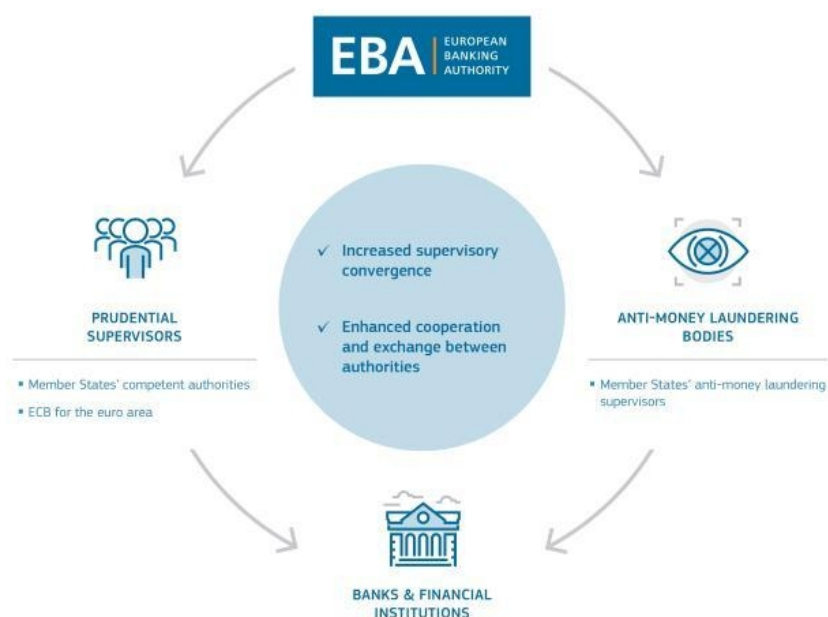 EBA
EUROPEAN
BANKING
AUTHORITY
✓ Increased supervisory
convergence
✓ Enhanced cooperation
and exchange between
authorities
PRUDENTIAL
SUPERVISORS
▪ Member States' competent authorities
▪ ECB for the euro area
ANTI-MONEY LAUNDERING
BODIES
▪ Member States' anti-money laundering
supervisors
BANKS & FINANCIAL
INSTITUTIONS